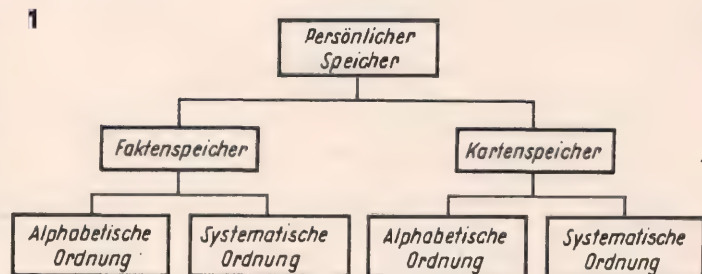 1
Persönlicher
Speicher
Faktenspeicher
Kartenspeicher
Alphabetische
Ordnung
Systematische
Ordnung
Alphabetische
Ordnung
Systematische
Ordnung